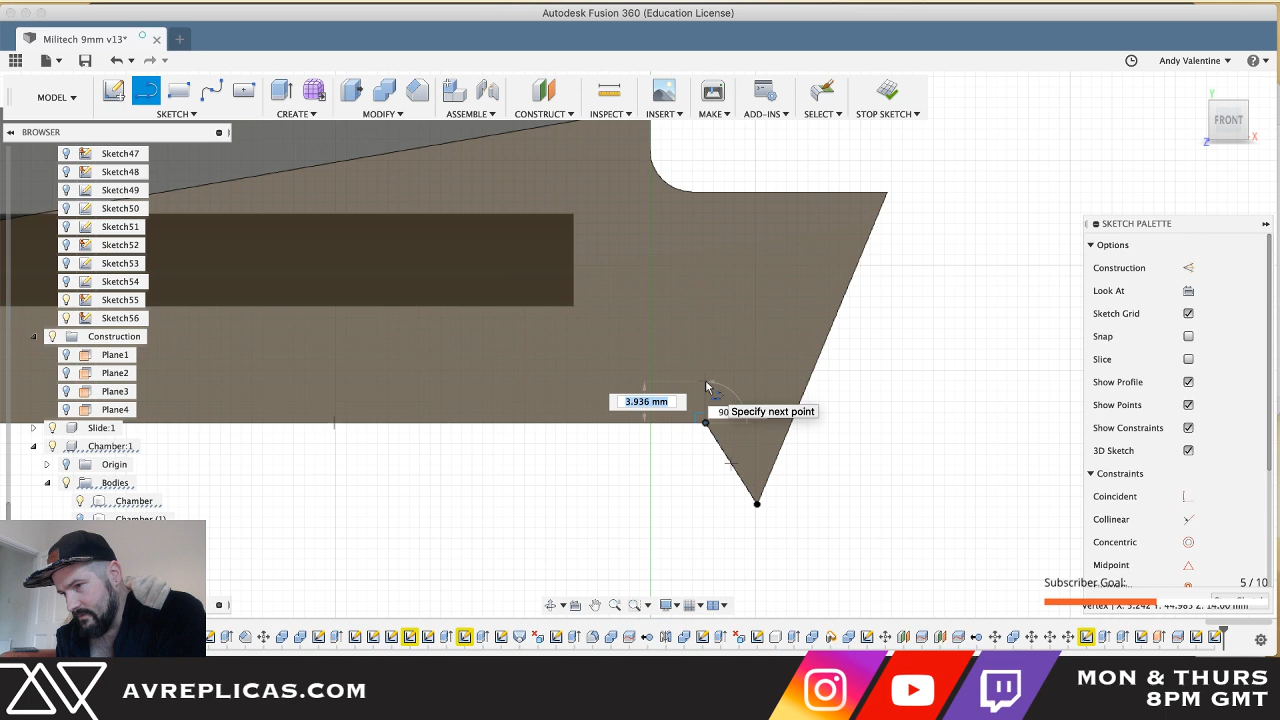 Autodesk Fusion 360 (Education License)
Militech 9mm v13*
Andy Valentine
MODEL
SKETCH
CREATE
MODIFY
ASSEMBLE
CONSTRUCT
INSPECT
INSERT
MAKE
ADD-INS
SELECT
STOP SKETCH
Y
FRONT
X
Z
BROWSER
Sketch47
Sketch48
Sketch49
Sketch50
Sketch51
Sketch52
Sketch53
Sketch54
Sketch55
Sketch56
Construction
Plane1
Plane2
Plane3
Plane4
Slide:1
Chamber:1
Origin
Bodies
Chamber
Chamber (1)
3.936 mm
90
Specify next point
SKETCH PALETTE
Options
Construction
Look At
Sketch Grid
Snap
Slice
Show Profile
Show Points
Show Constraints
3D Sketch
Constraints
Coincident
Collinear
Concentric
Midpoint
Subscriber Goal:
5 / 10
AVREPLICAS.COM
MON & THURS
8PM GMT